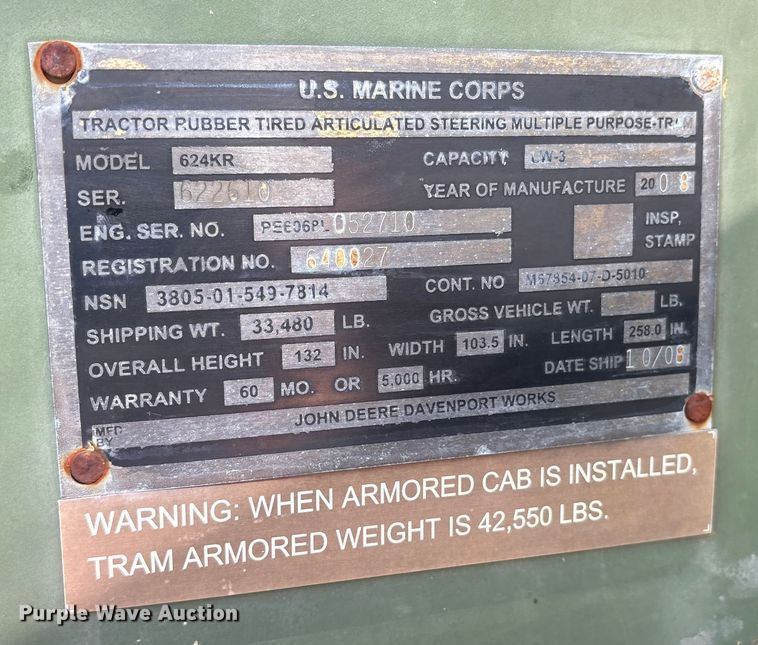 U.S. MARINE CORPS
TRACTOR RUBBER TIRED ARTICULATED STEERING MULTIPLE PURPOSE-TRAM
MODEL 624KR CAPACITY CW-3
SER. 622610 YEAR OF MANUFACTURE 2008
ENG. SER. NO. PE6068L052710 INSP, STAMP
REGISTRATION NO. 640027
NSN 3805-01-549-7814 CONT. NO M67854-07-D-5010
SHIPPING WT. 33,480 LB. GROSS VEHICLE WT. LB.
OVERALL HEIGHT 132 IN. WIDTH 103.5 IN. LENGTH 258.0 IN.
WARRANTY 60 MO. OR 5,000 HR. DATE SHIP 10/08
MFD BY JOHN DEERE DAVENPORT WORKS
WARNING: WHEN ARMORED CAB IS INSTALLED,
TRAM ARMORED WEIGHT IS 42,550 LBS.
Purple Wave Auction